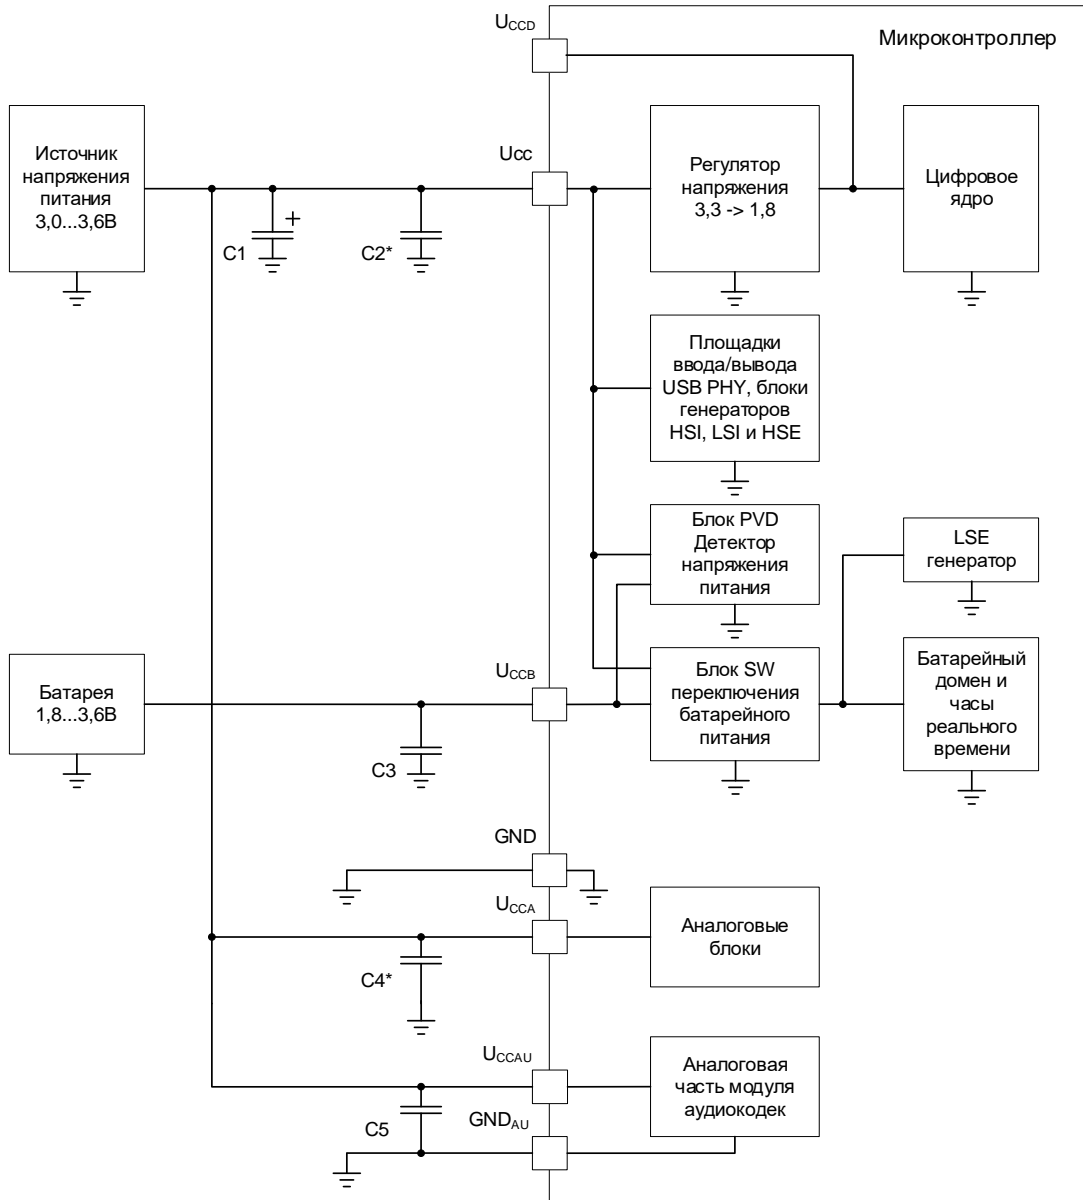 U_CCD
Микроконтроллер
Источник
напряжения
питания
3,0...3,6В
Ucc
Регулятор
напряжения
3,3 -> 1,8
Цифровое
ядро
+
C1
C2*
Площадки
ввода/вывода
USB PHY, блоки
генераторов
HSI, LSI и HSE
Блок PVD
Детектор
напряжения
питания
LSE
генератор
Батарея
1,8...3,6В
U_CCB
Блок SW
переключения
батарейного
питания
Батарейный
домен и
часы
реального
времени
C3
GND
U_CCA
Аналоговые
блоки
C4*
U_CCAU
Аналоговая
часть модуля
аудиокодек
C5
GND_AU